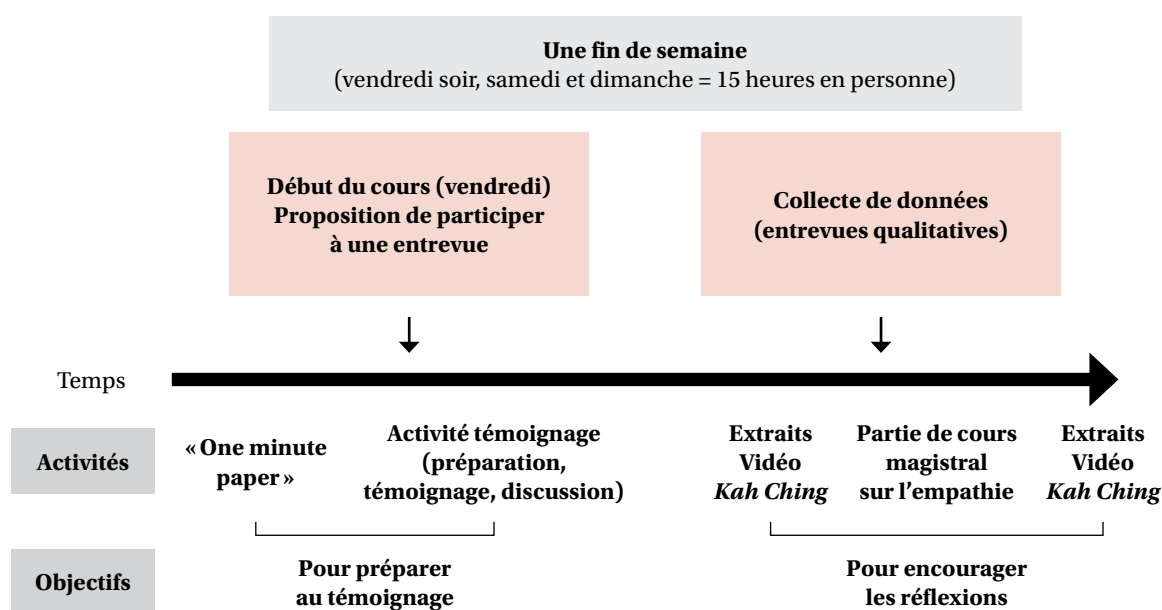 Une fin de semaine
(vendredi soir, samedi et dimanche = 15 heures en personne)
Début du cours (vendredi)
Proposition de participer
à une entrevue
Collecte de données
(entrevues qualitatives)
Temps
Activités
« One minute
paper »
Activité témoignage
(préparation,
témoignage, discussion)
Extraits
Vidéo
Kah Ching
Partie de cours
magistral
sur l’empathie
Extraits
Vidéo
Kah Ching
Objectifs
Pour préparer
au témoignage
Pour encourager
les réflexions